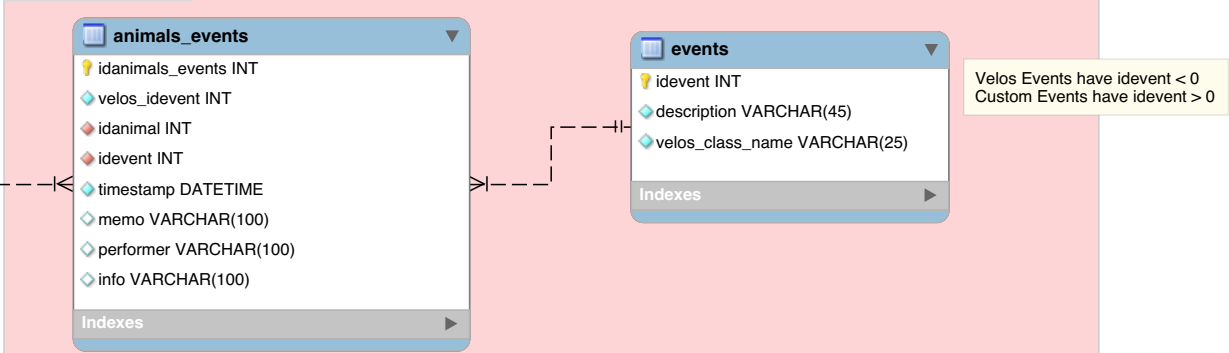 animals_events
idanimals_events INT
velos_idevent INT
idanimal INT
idevent INT
timestamp DATETIME
memo VARCHAR(100)
performer VARCHAR(100)
info VARCHAR(100)
Indexes
events
idevent INT
description VARCHAR(45)
velos_class_name VARCHAR(25)
Indexes
Velos Events have idevent < 0
Custom Events have idevent > 0